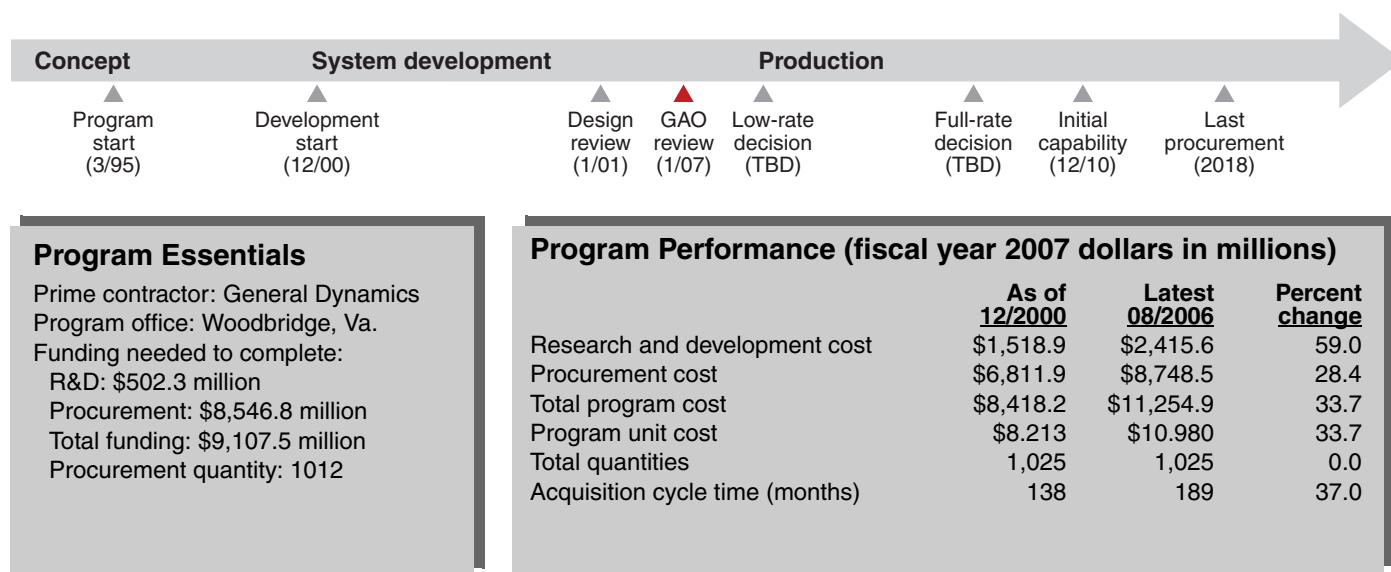 Concept System development Production
Program start (3/95)
Development start (12/00)
Design review (1/01)
GAO review (1/07)
Low-rate decision (TBD)
Full-rate decision (TBD)
Initial capability (12/10)
Last procurement (2018)
Program Essentials
Prime contractor: General Dynamics
Program office: Woodbridge, Va.
Funding needed to complete:
R&D: $502.3 million
Procurement: $8,546.8 million
Total funding: $9,107.5 million
Procurement quantity: 1012
Program Performance (fiscal year 2007 dollars in millions)
As of Latest Percent
12/2000 08/2006 change
Research and development cost $1,518.9 $2,415.6 59.0
Procurement cost $6,811.9 $8,748.5 28.4
Total program cost $8,418.2 $11,254.9 33.7
Program unit cost $8.213 $10.980 33.7
Total quantities 1,025 1,025 0.0
Acquisition cycle time (months) 138 189 37.0